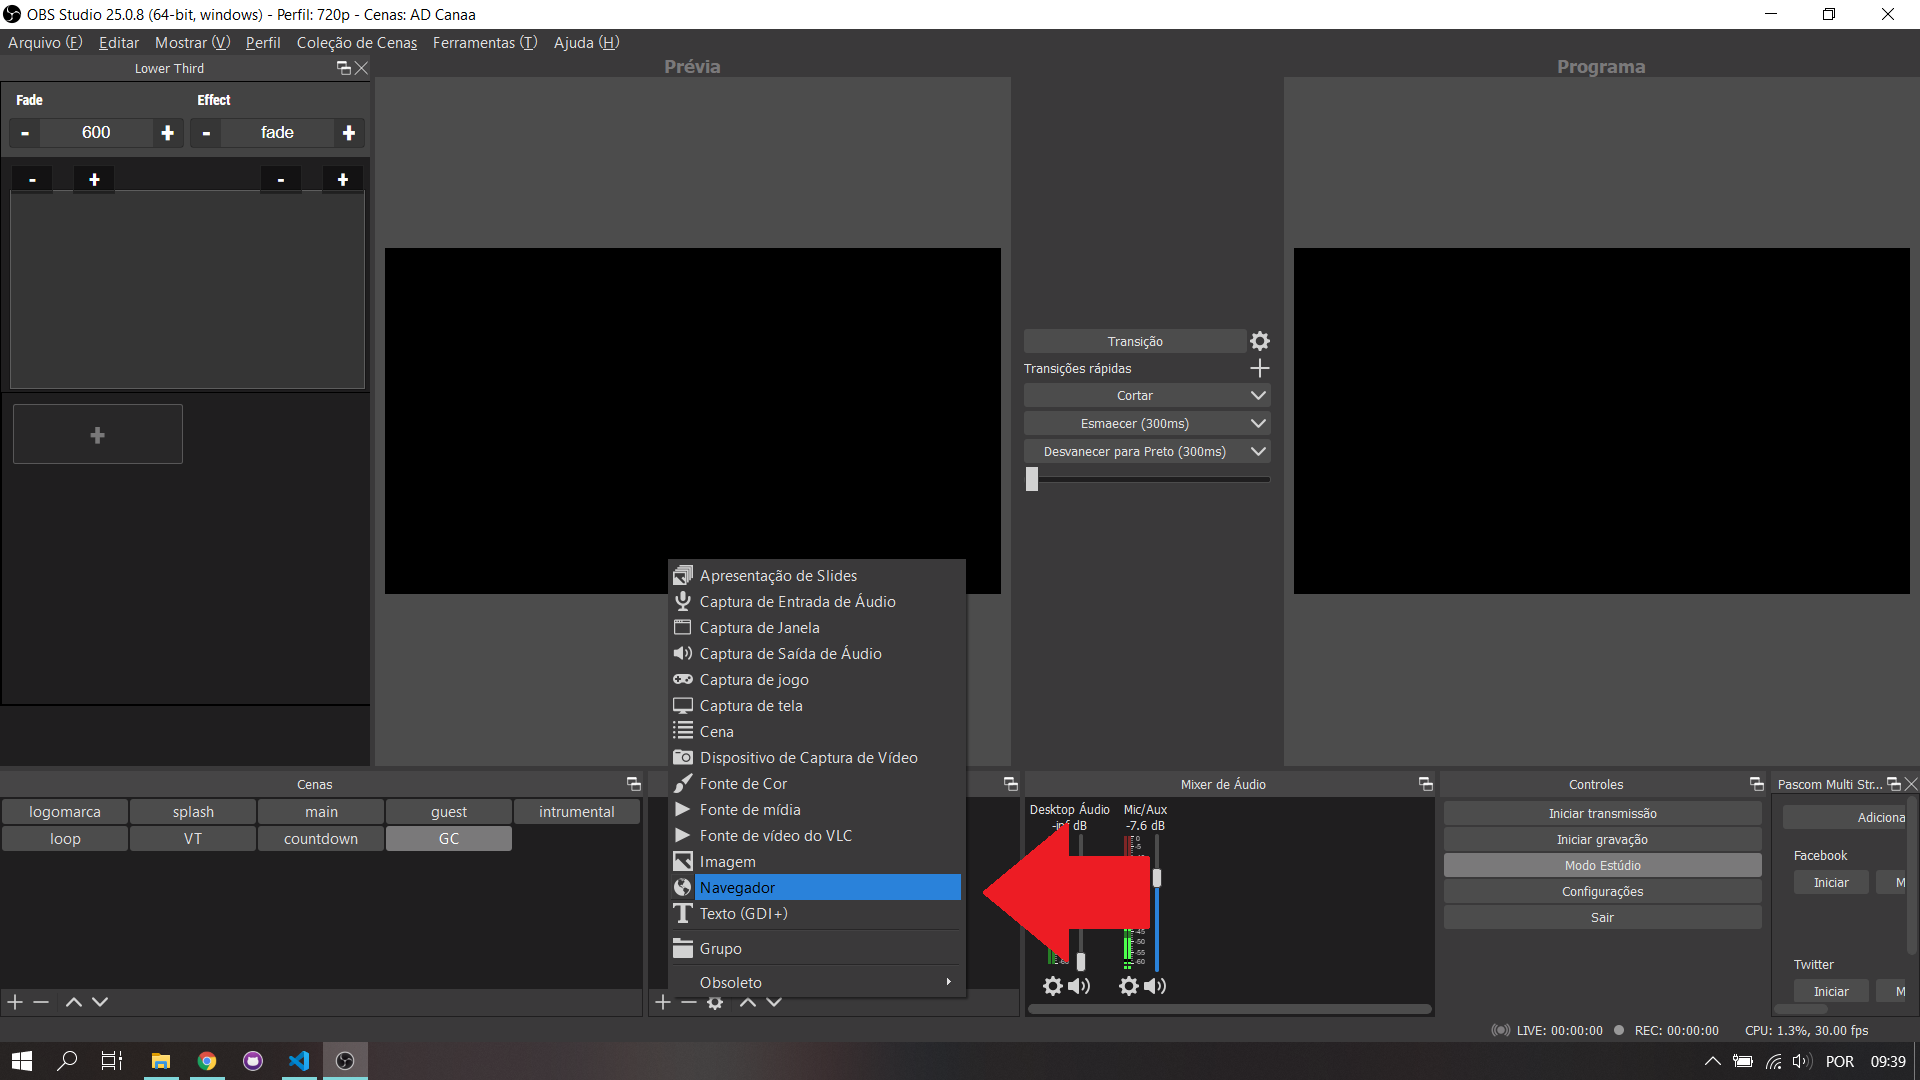 OBS Studio 25.0.8 (64-bit, windows) - Perfil: 720p - Cenas: AD Canaa
Arquivo (F) Editar Mostrar (V) Perfil Coleção de Cenas Ferramentas (T) Ajuda (H)
Lower Third
Prévia
Programa
Fade
Effect
- 600 +
- fade +
- +
- +
+
Transição
Transições rápidas
Cortar
Esmaecer (300ms)
Desvanecer para Preto (300ms)
Apresentação de Slides
Captura de Entrada de Áudio
Captura de Janela
Captura de Saída de Áudio
Captura de jogo
Captura de tela
Cena
Dispositivo de Captura de Vídeo
Fonte de Cor
Fonte de mídia
Fonte de vídeo do VLC
Imagem
Navegador
Texto (GDI+)
Grupo
Obsoleto
Cenas
logomarca splash main guest intrumental
loop VT countdown GC
Mixer de Áudio
Desktop Áudio
-inf dB
Mic/Aux
-7.6 dB
0
-5
-45
-50
-55
-60
Controles
Iniciar transmissão
Iniciar gravação
Modo Estúdio
Configurações
Sair
Pascom Multi Str...
Adiciona
Facebook
Iniciar M
Twitter
Iniciar M
LIVE: 00:00:00 REC: 00:00:00 CPU: 1.3%, 30.00 fps
POR 09:39